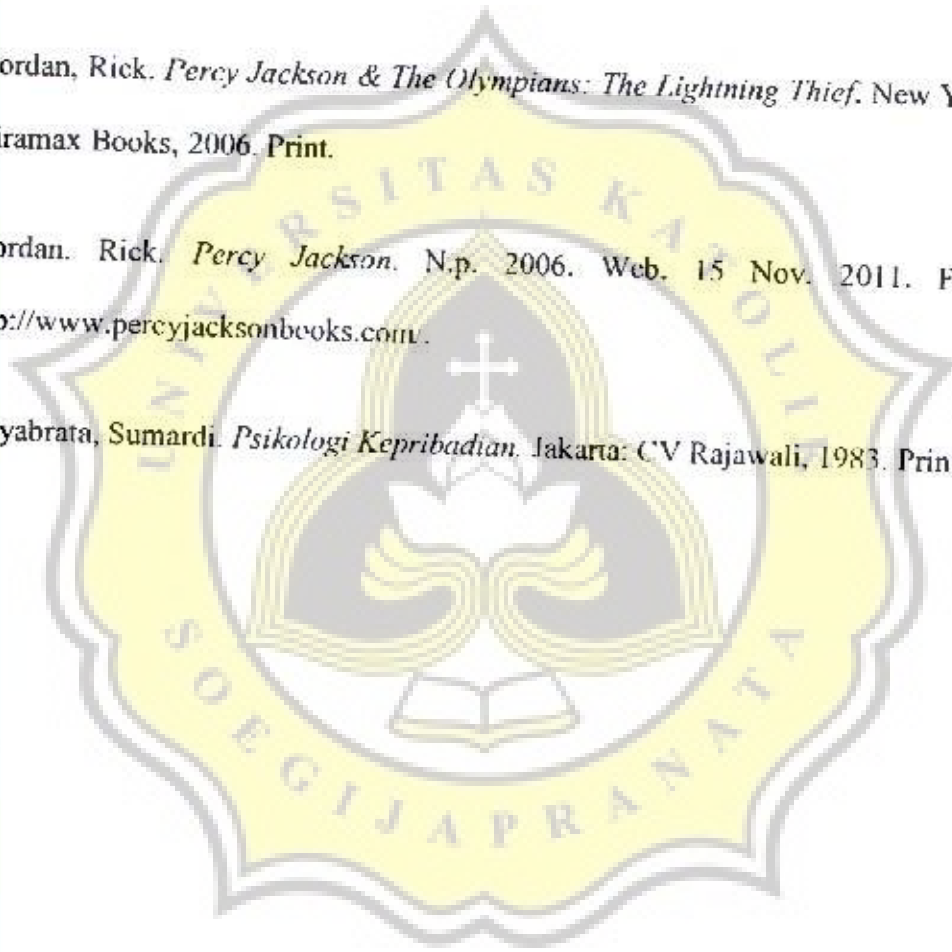 ordan, Rick. Percy Jackson & The Olympians: The Lightning Thief. New Y
iramax Books, 2006. Print.
ordan. Rick. Percy Jackson. N.p. 2006. Web. 15 Nov. 2011. P
p://www.percyjacksonbooks.com/.
yabrata, Sumardi. Psikologi Kepribadian. Jakarta: CV Rajawali, 1983. Prin
UNIVERSITAS KATOLIK
SOEGIJAPRANATA